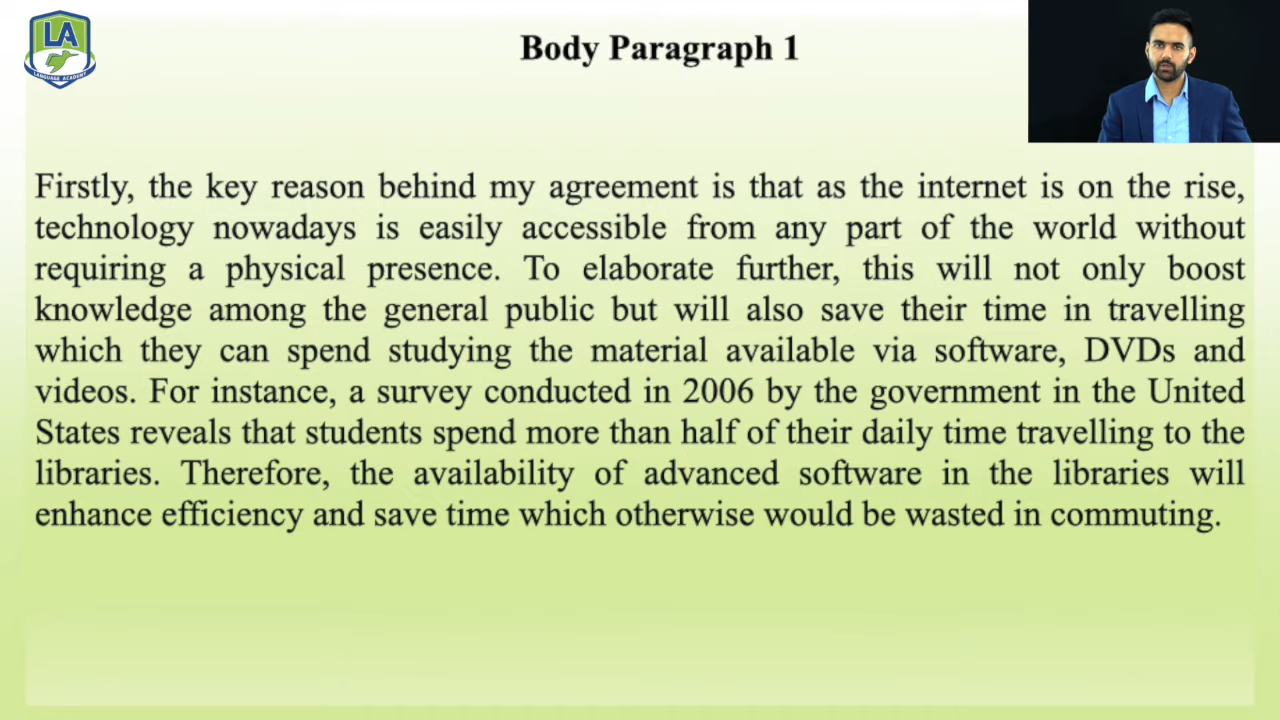 LA
LANGUAGE ACADEMY
Body Paragraph 1
Firstly, the key reason behind my agreement is that as the internet is on the rise,
technology nowadays is easily accessible from any part of the world without
requiring a physical presence. To elaborate further, this will not only boost
knowledge among the general public but will also save their time in travelling
which they can spend studying the material available via software, DVDs and
videos. For instance, a survey conducted in 2006 by the government in the United
States reveals that students spend more than half of their daily time travelling to the
libraries. Therefore, the availability of advanced software in the libraries will
enhance efficiency and save time which otherwise would be wasted in commuting.